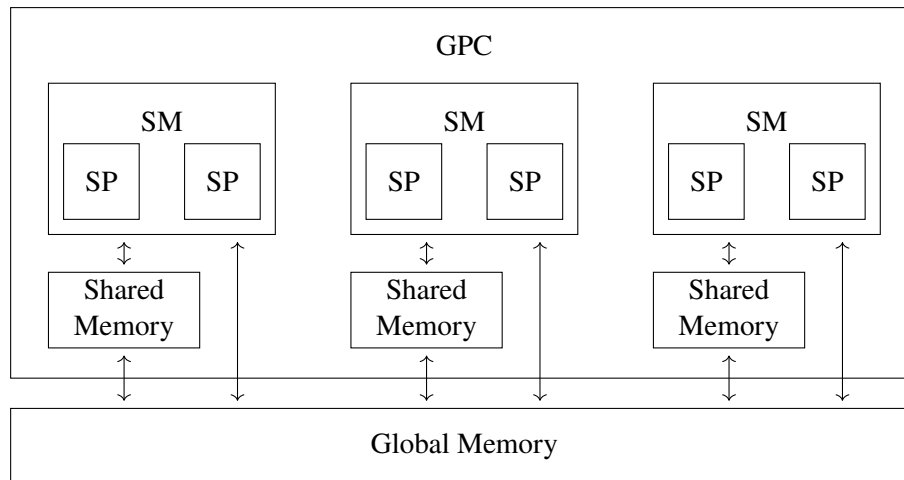 GPC
SM SM SM
SP SP SP SP SP SP
Shared Shared Shared
Memory Memory Memory
Global Memory